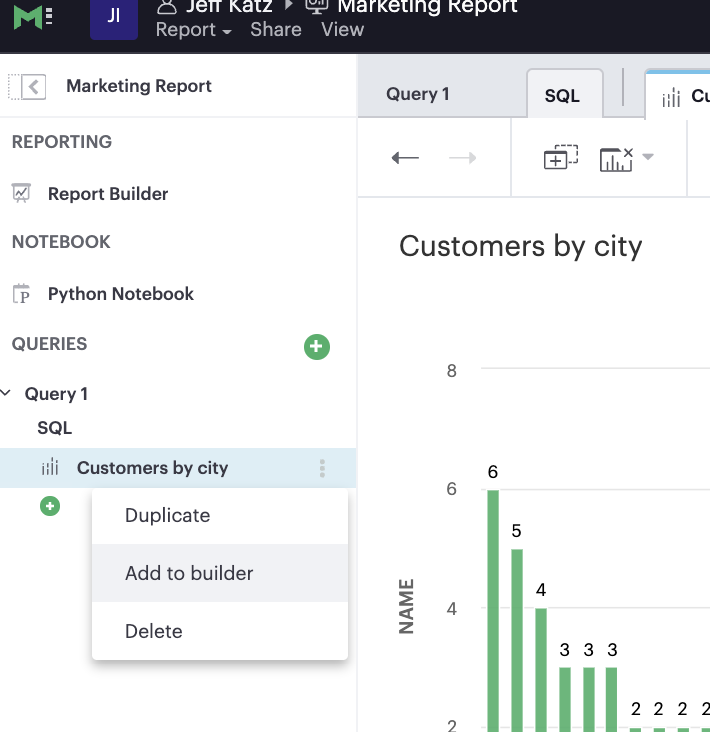 JI
Jeff Katz
Marketing Report
Report
Share
View
Marketing Report
REPORTING
Report Builder
NOTEBOOK
P
Python Notebook
QUERIES
Query 1
SQL
Customers by city
Duplicate
Add to builder
Delete
Query 1
SQL
Cu
Customers by city
8
6
4
2
NAME
6
5
4
3
3
3
2
2
2
2